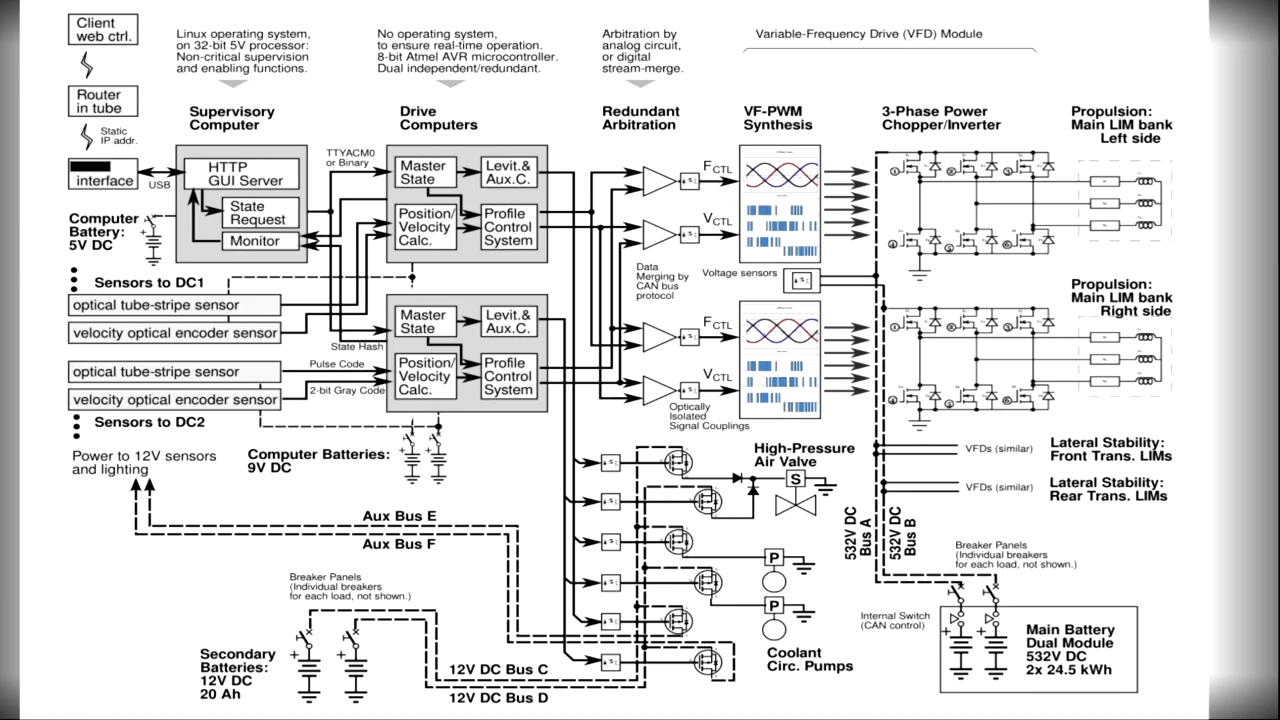 Client
web ctrl.
Router
in tube
Static
IP addr.
interface
USB
Linux operating system,
on 32-bit 5V processor:
Non-critical supervision
and enabling functions.
No operating system,
to ensure real-time operation.
8-bit Atmel AVR microcontroller.
Dual independent/redundant.
Arbitration by
analog circuit,
or digital
stream-merge.
Variable-Frequency Drive (VFD) Module
Supervisory
Computer
Drive
Computers
Redundant
Arbitration
VF-PWM
Synthesis
3-Phase Power
Chopper/Inverter
Propulsion:
Main LIM bank
Left side
HTTP
GUI Server
State
Request
Monitor
TTYACM0
or Binary
Master
State
Levit.&
Aux.C.
Position/
Velocity
Calc.
Profile
Control
System
FCTL
VCTL
Computer
Battery:
5V DC
Sensors to DC1
optical tube-stripe sensor
velocity optical encoder sensor
optical tube-stripe sensor
velocity optical encoder sensor
Sensors to DC2
State Hash
Pulse Code
2-bit Gray Code
Master
State
Levit.&
Aux.C.
Position/
Velocity
Calc.
Profile
Control
System
Data
Merging by
CAN bus
protocol
Voltage sensors
FCTL
VCTL
Optically
Isolated
Signal Couplings
Propulsion:
Main LIM bank
Right side
Power to 12V sensors
and lighting
Computer Batteries:
9V DC
High-Pressure
Air Valve
S
VFDs (similar)
Lateral Stability:
Front Trans. LIMs
VFDs (similar)
Lateral Stability:
Rear Trans. LIMs
Aux Bus E
Aux Bus F
532V DC
Bus A
532V DC
Bus B
P
P
Coolant
Circ. Pumps
Breaker Panels
(Individual breakers
for each load, not shown.)
Breaker Panels
(Individual breakers
for each load, not shown.)
Internal Switch
(CAN control)
Main Battery
Dual Module
532V DC
2x 24.5 kWh
Secondary
Batteries:
12V DC
20 Ah
12V DC Bus C
12V DC Bus D